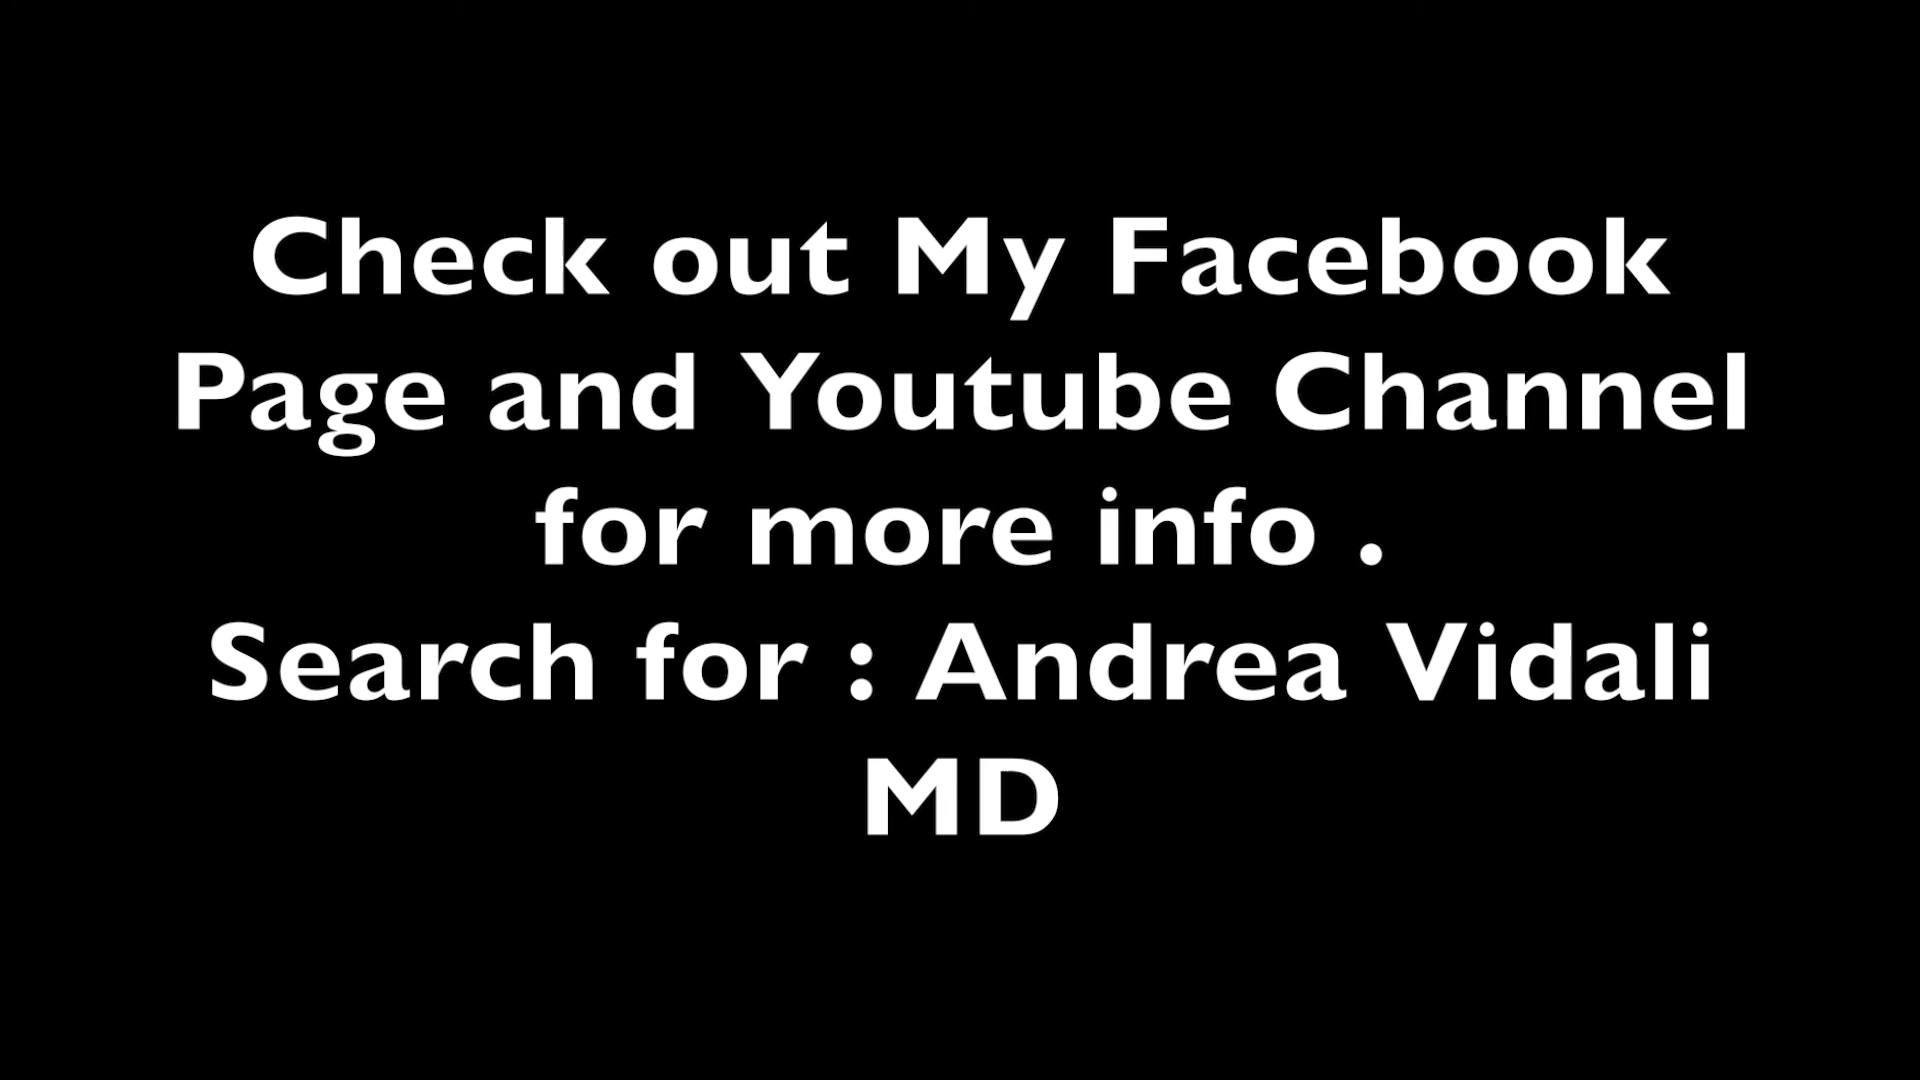 Check out My Facebook
Page and Youtube Channel
for more info .
Search for : Andrea Vidali
MD